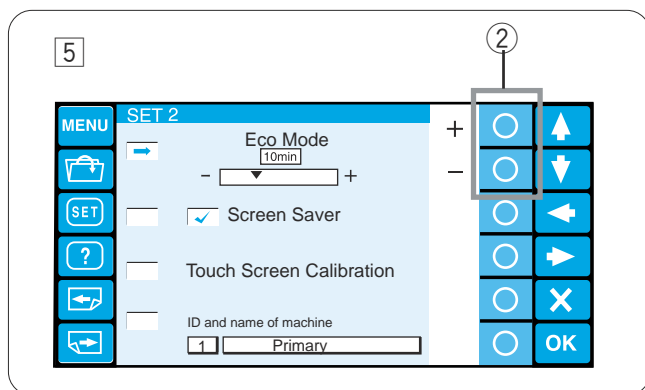 5
2
MENU
SET 2
Eco Mode
10min
- +
+
-
SET
Screen Saver
?
Touch Screen Calibration
ID and name of machine
1 Primary
X
OK